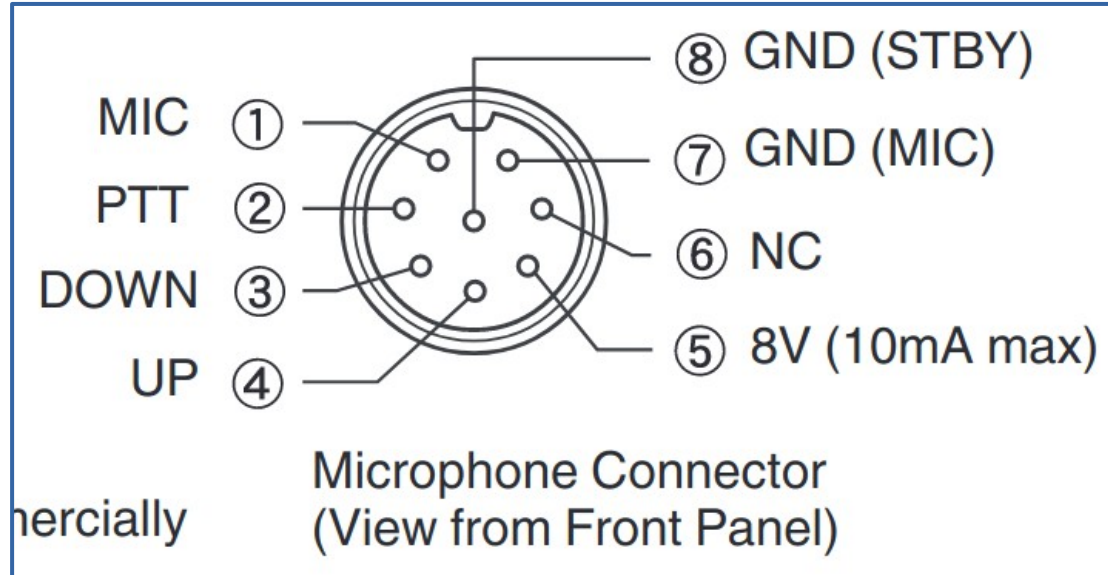 MIC ①
PTT ②
DOWN ③
UP ④
⑧ GND (STBY)
⑦ GND (MIC)
⑥ NC
⑤ 8V (10mA max)
Microphone Connector
(View from Front Panel)
mercially